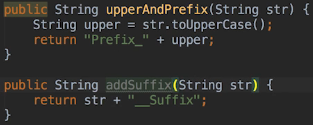 public String upperAndPrefix(String str) {
    String upper = str.toUpperCase();
    return "Prefix_" + upper;
}
public String addSuffix(String str) {
    return str + "__Suffix";
}